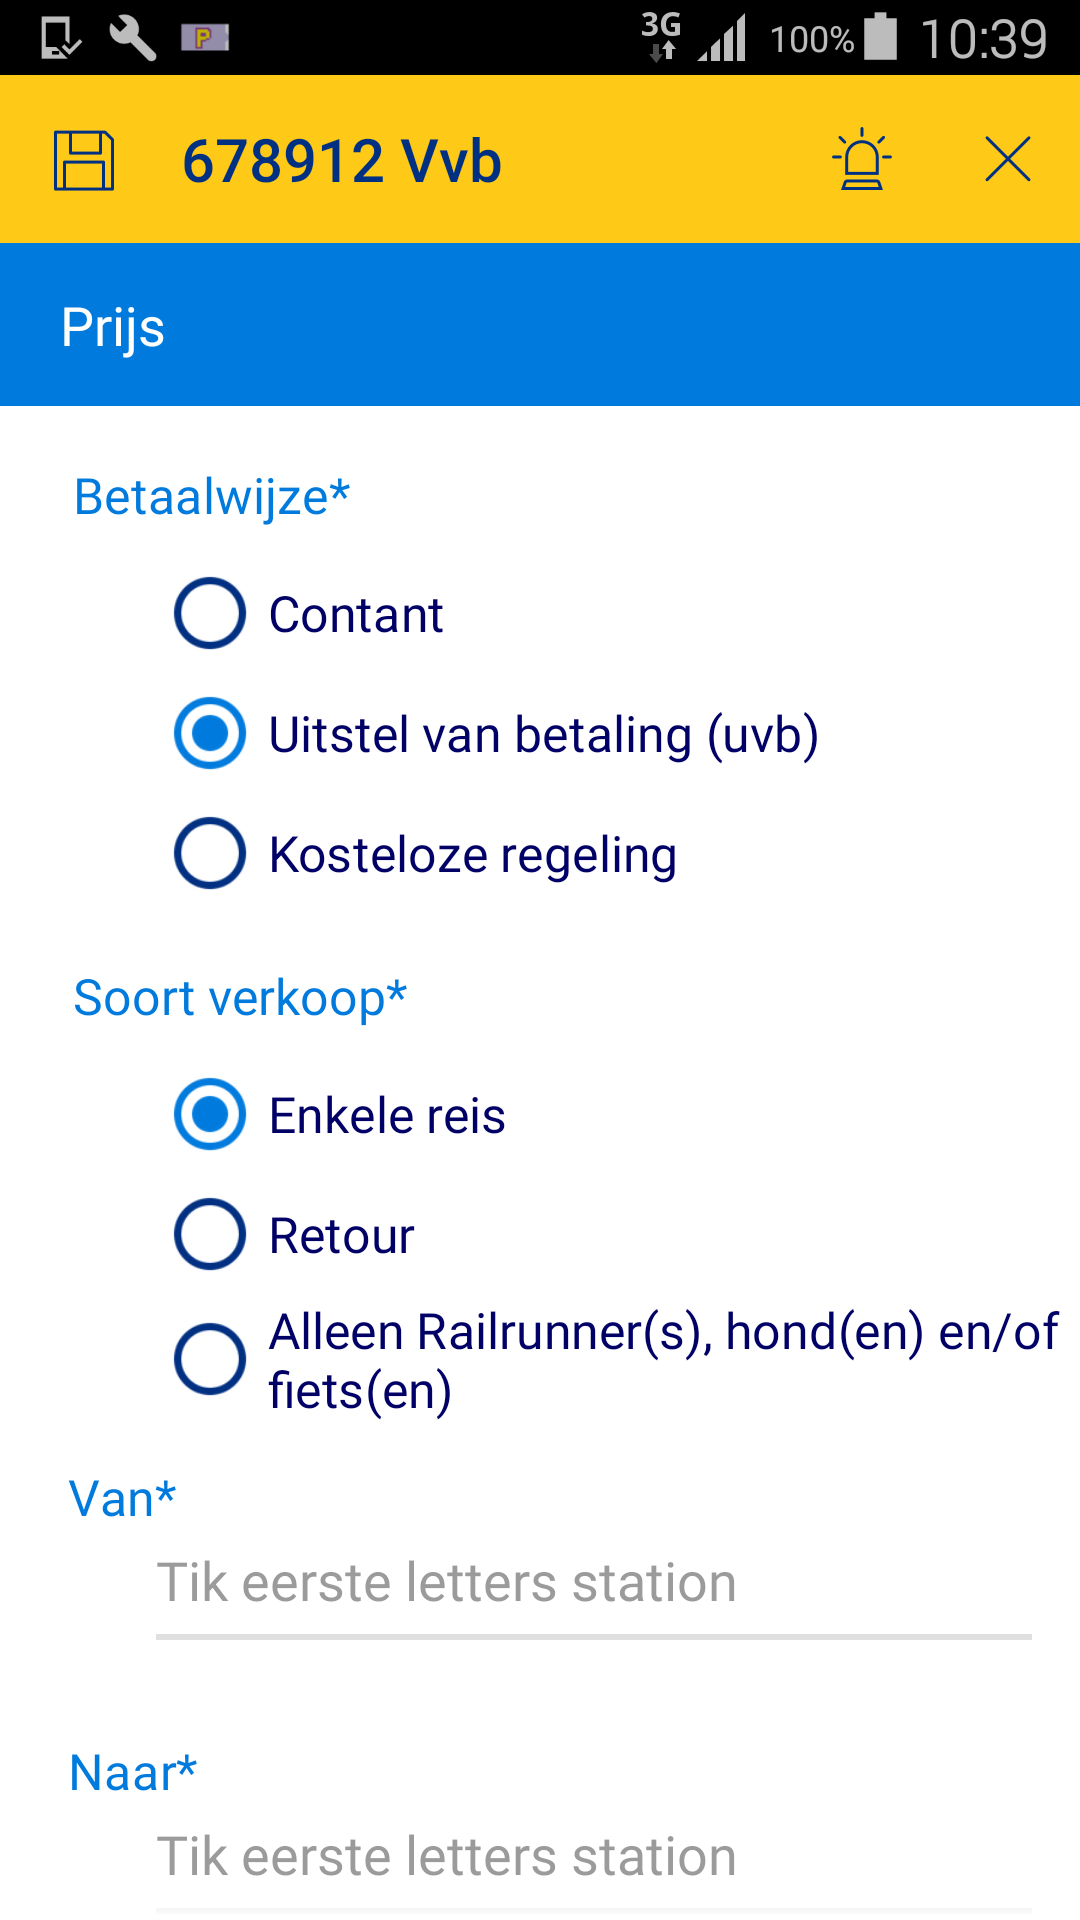 3G 100% 10:39
P
678912 Vvb
Prijs
Betaalwijze*
Contant
Uitstel van betaling (uvb)
Kosteloze regeling
Soort verkoop*
Enkele reis
Retour
Alleen Railrunner(s), hond(en) en/of
fiets(en)
Van*
Tik eerste letters station
Naar*
Tik eerste letters station